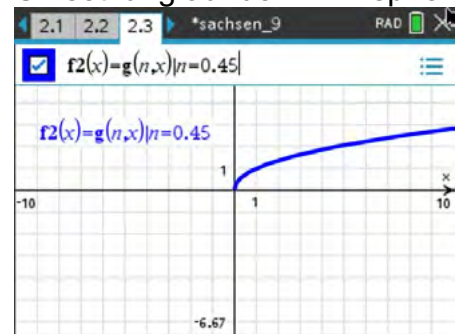 2.1 2.2 2.3 *sachsen_9 RAD
f2(x)=g(n,x)|n=0.45
f2(x)=g(n,x)|n=0.45
1
x
-10 1 10
-6.67